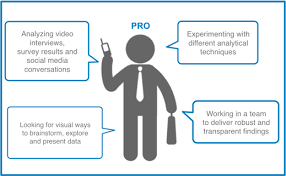 PRO
Analyzing video
interviews,
survey results and
social media
conversations
Experimenting with
different analytical
techniques
Looking for visual ways
to brainstorm, explore
and present data
Working in a team
to deliver robust and
transparent findings